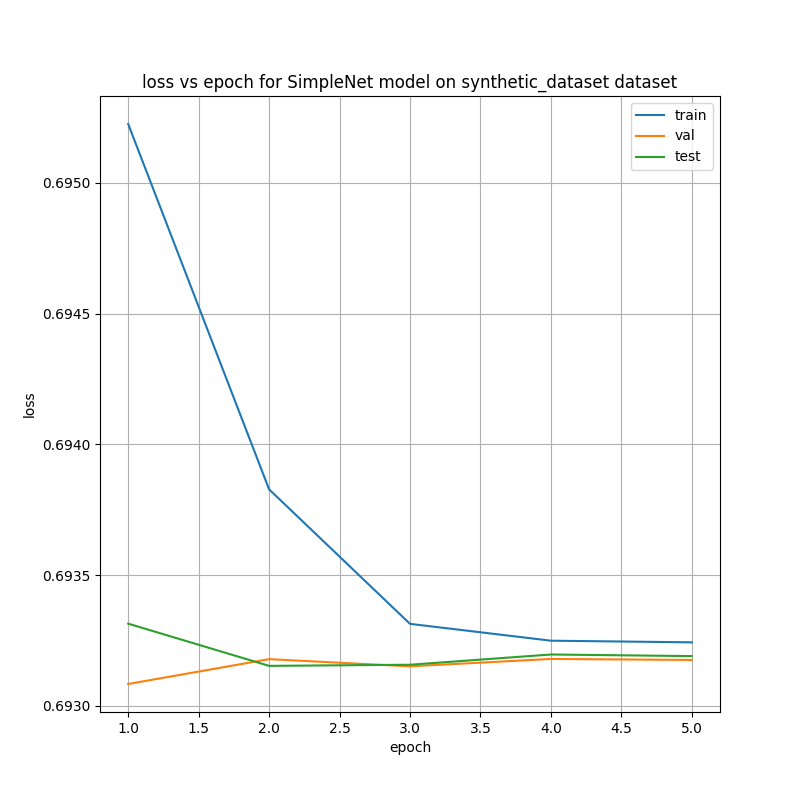 loss vs epoch for SimpleNet model on synthetic_dataset dataset
train
val
test
0.6950
0.6945
0.6940
0.6935
0.6930
loss
1.0 1.5 2.0 2.5 3.0 3.5 4.0 4.5 5.0
epoch